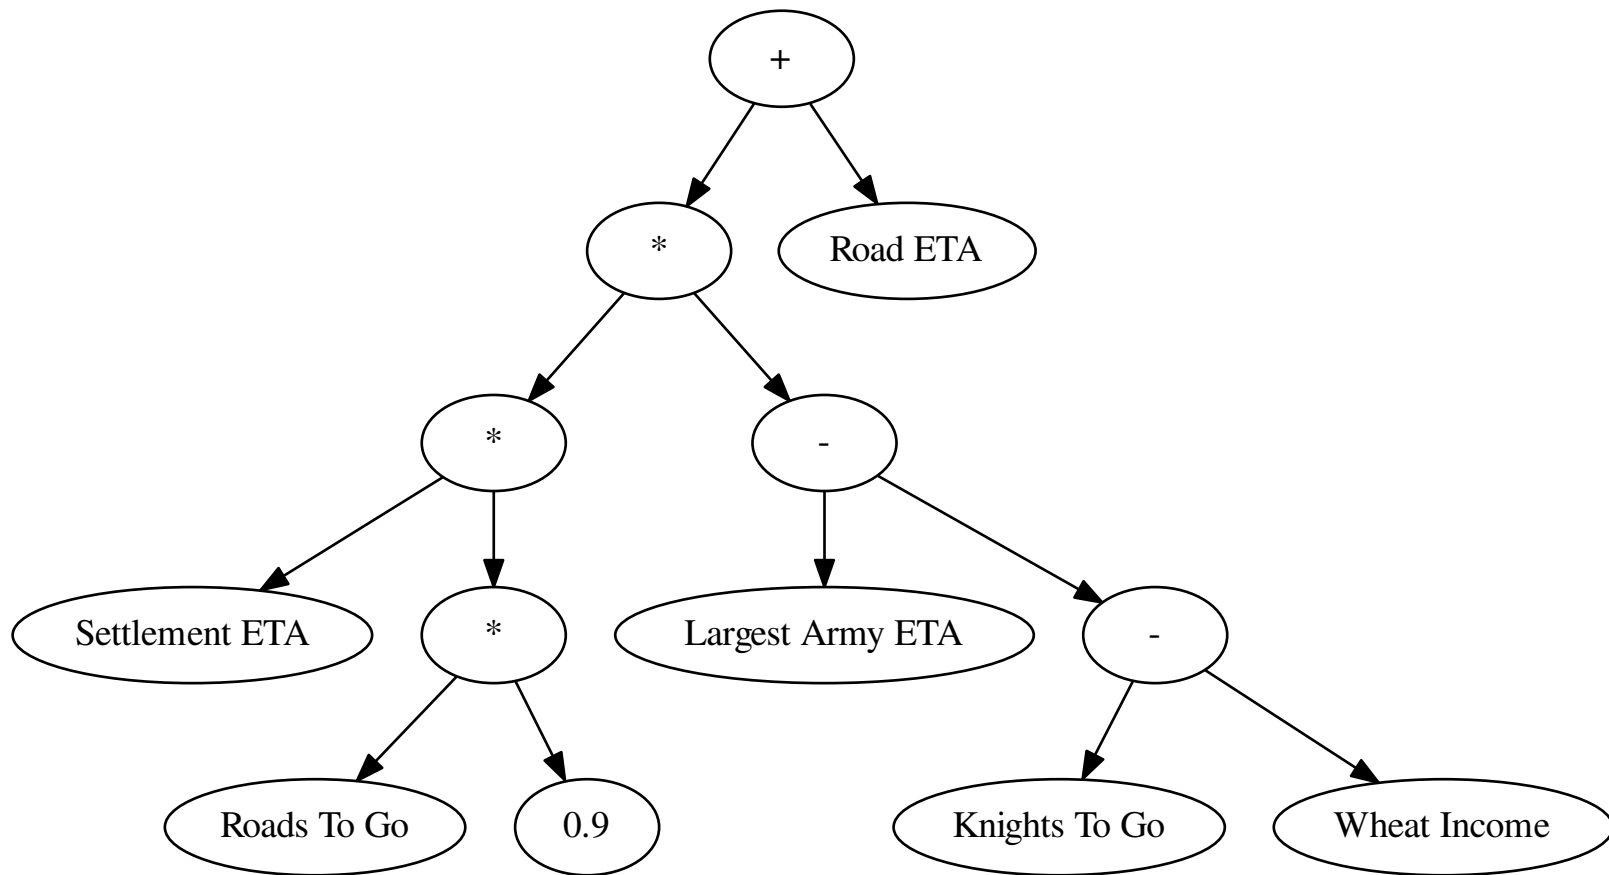 +
*
Road ETA
*
-
Settlement ETA
*
Largest Army ETA
-
Roads To Go
0.9
Knights To Go
Wheat Income